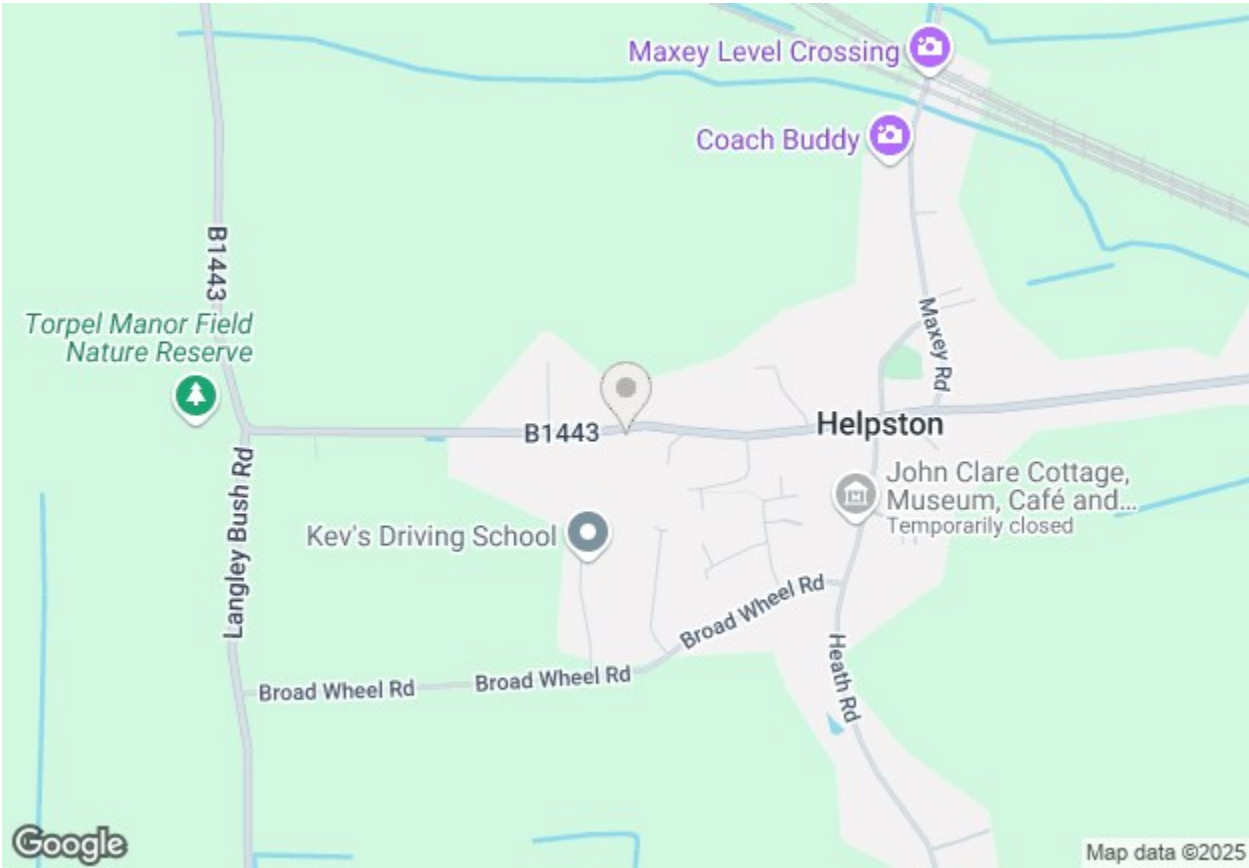 Maxey Level Crossing
Coach Buddy
B1443
Torpel Manor Field
Nature Reserve
Maxey Rd
B1443
Helpston
Langley Bush Rd
John Clare Cottage,
Museum, Café and...
Temporarily closed
Kev's Driving School
Broad Wheel Rd
Broad Wheel Rd
Broad Wheel Rd
Heath Rd
Google
Map data ©2025